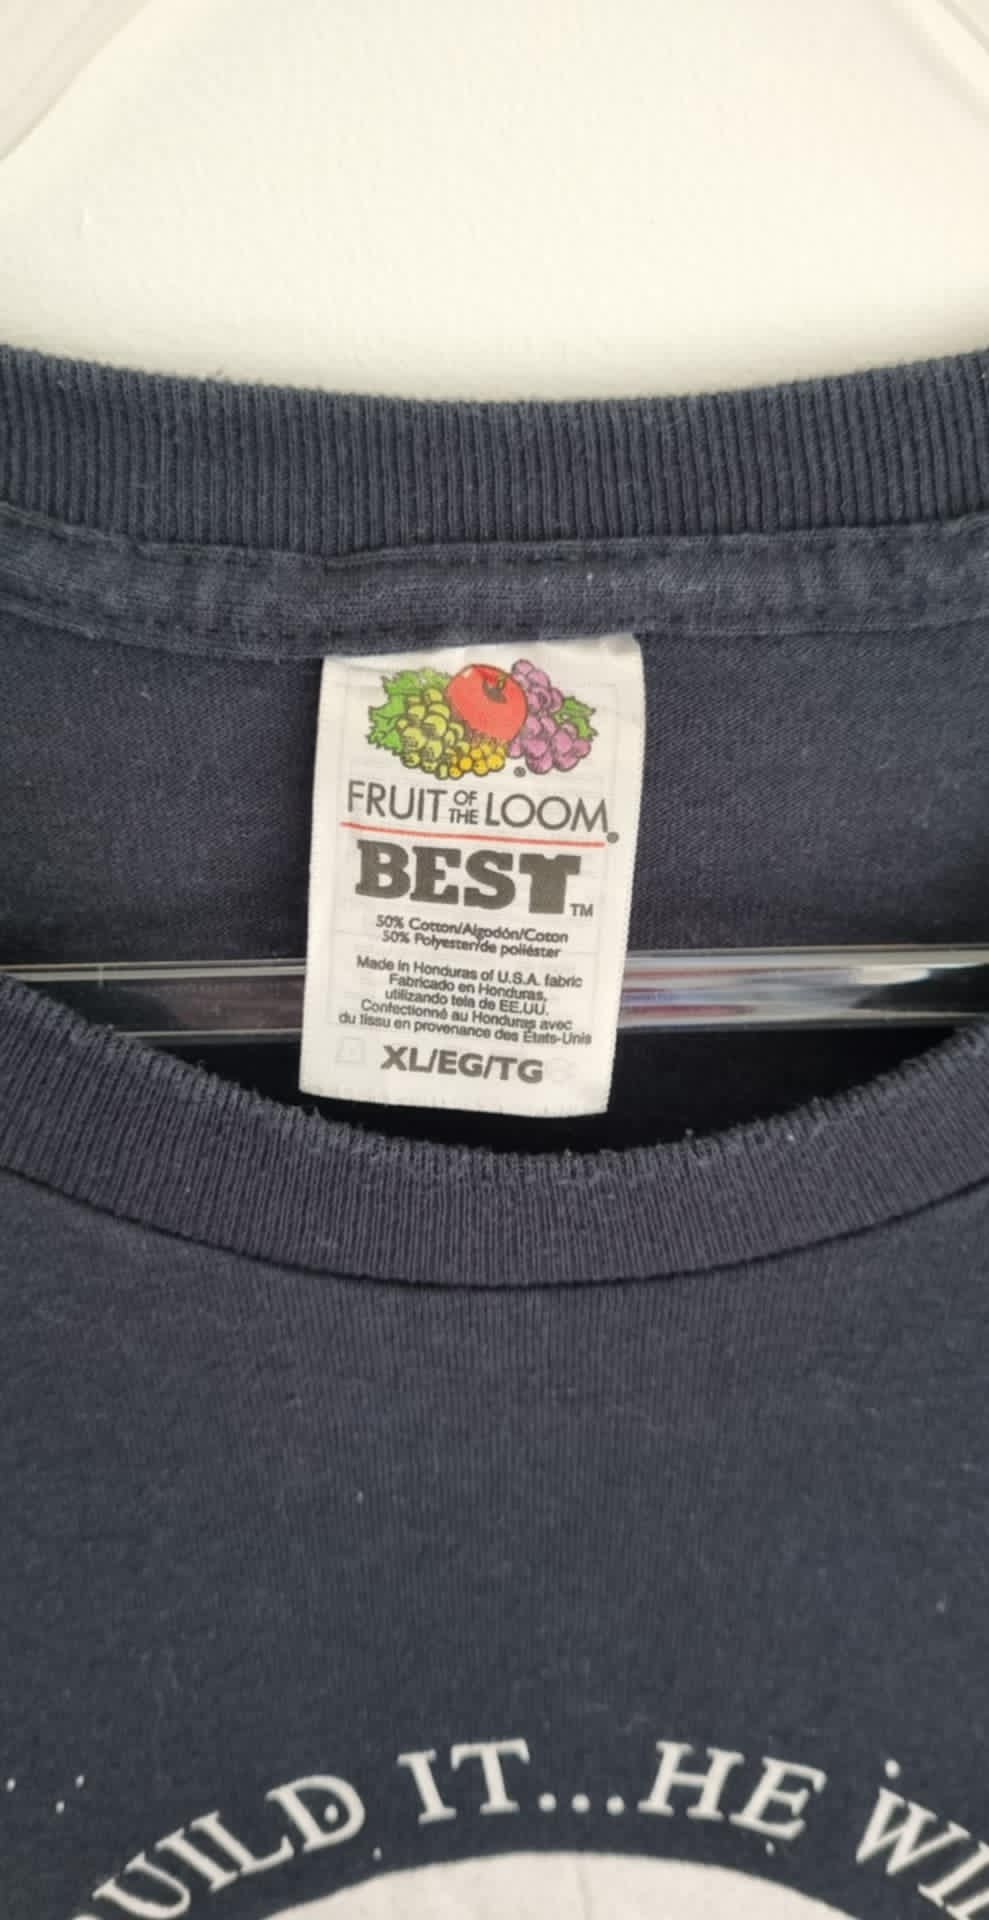 FRUIT OF THE LOOM®
BEST™
50% Cotton/Algodón/Coton
50% Polyester/de poliéster
Made in Honduras of U.S.A. fabric
Fabricado en Honduras,
utilizando tela de EE.UU.
Confectionné au Honduras avec
du tissu en provenance des États-Unis
XL/EG/TG
UILD IT...HE WI